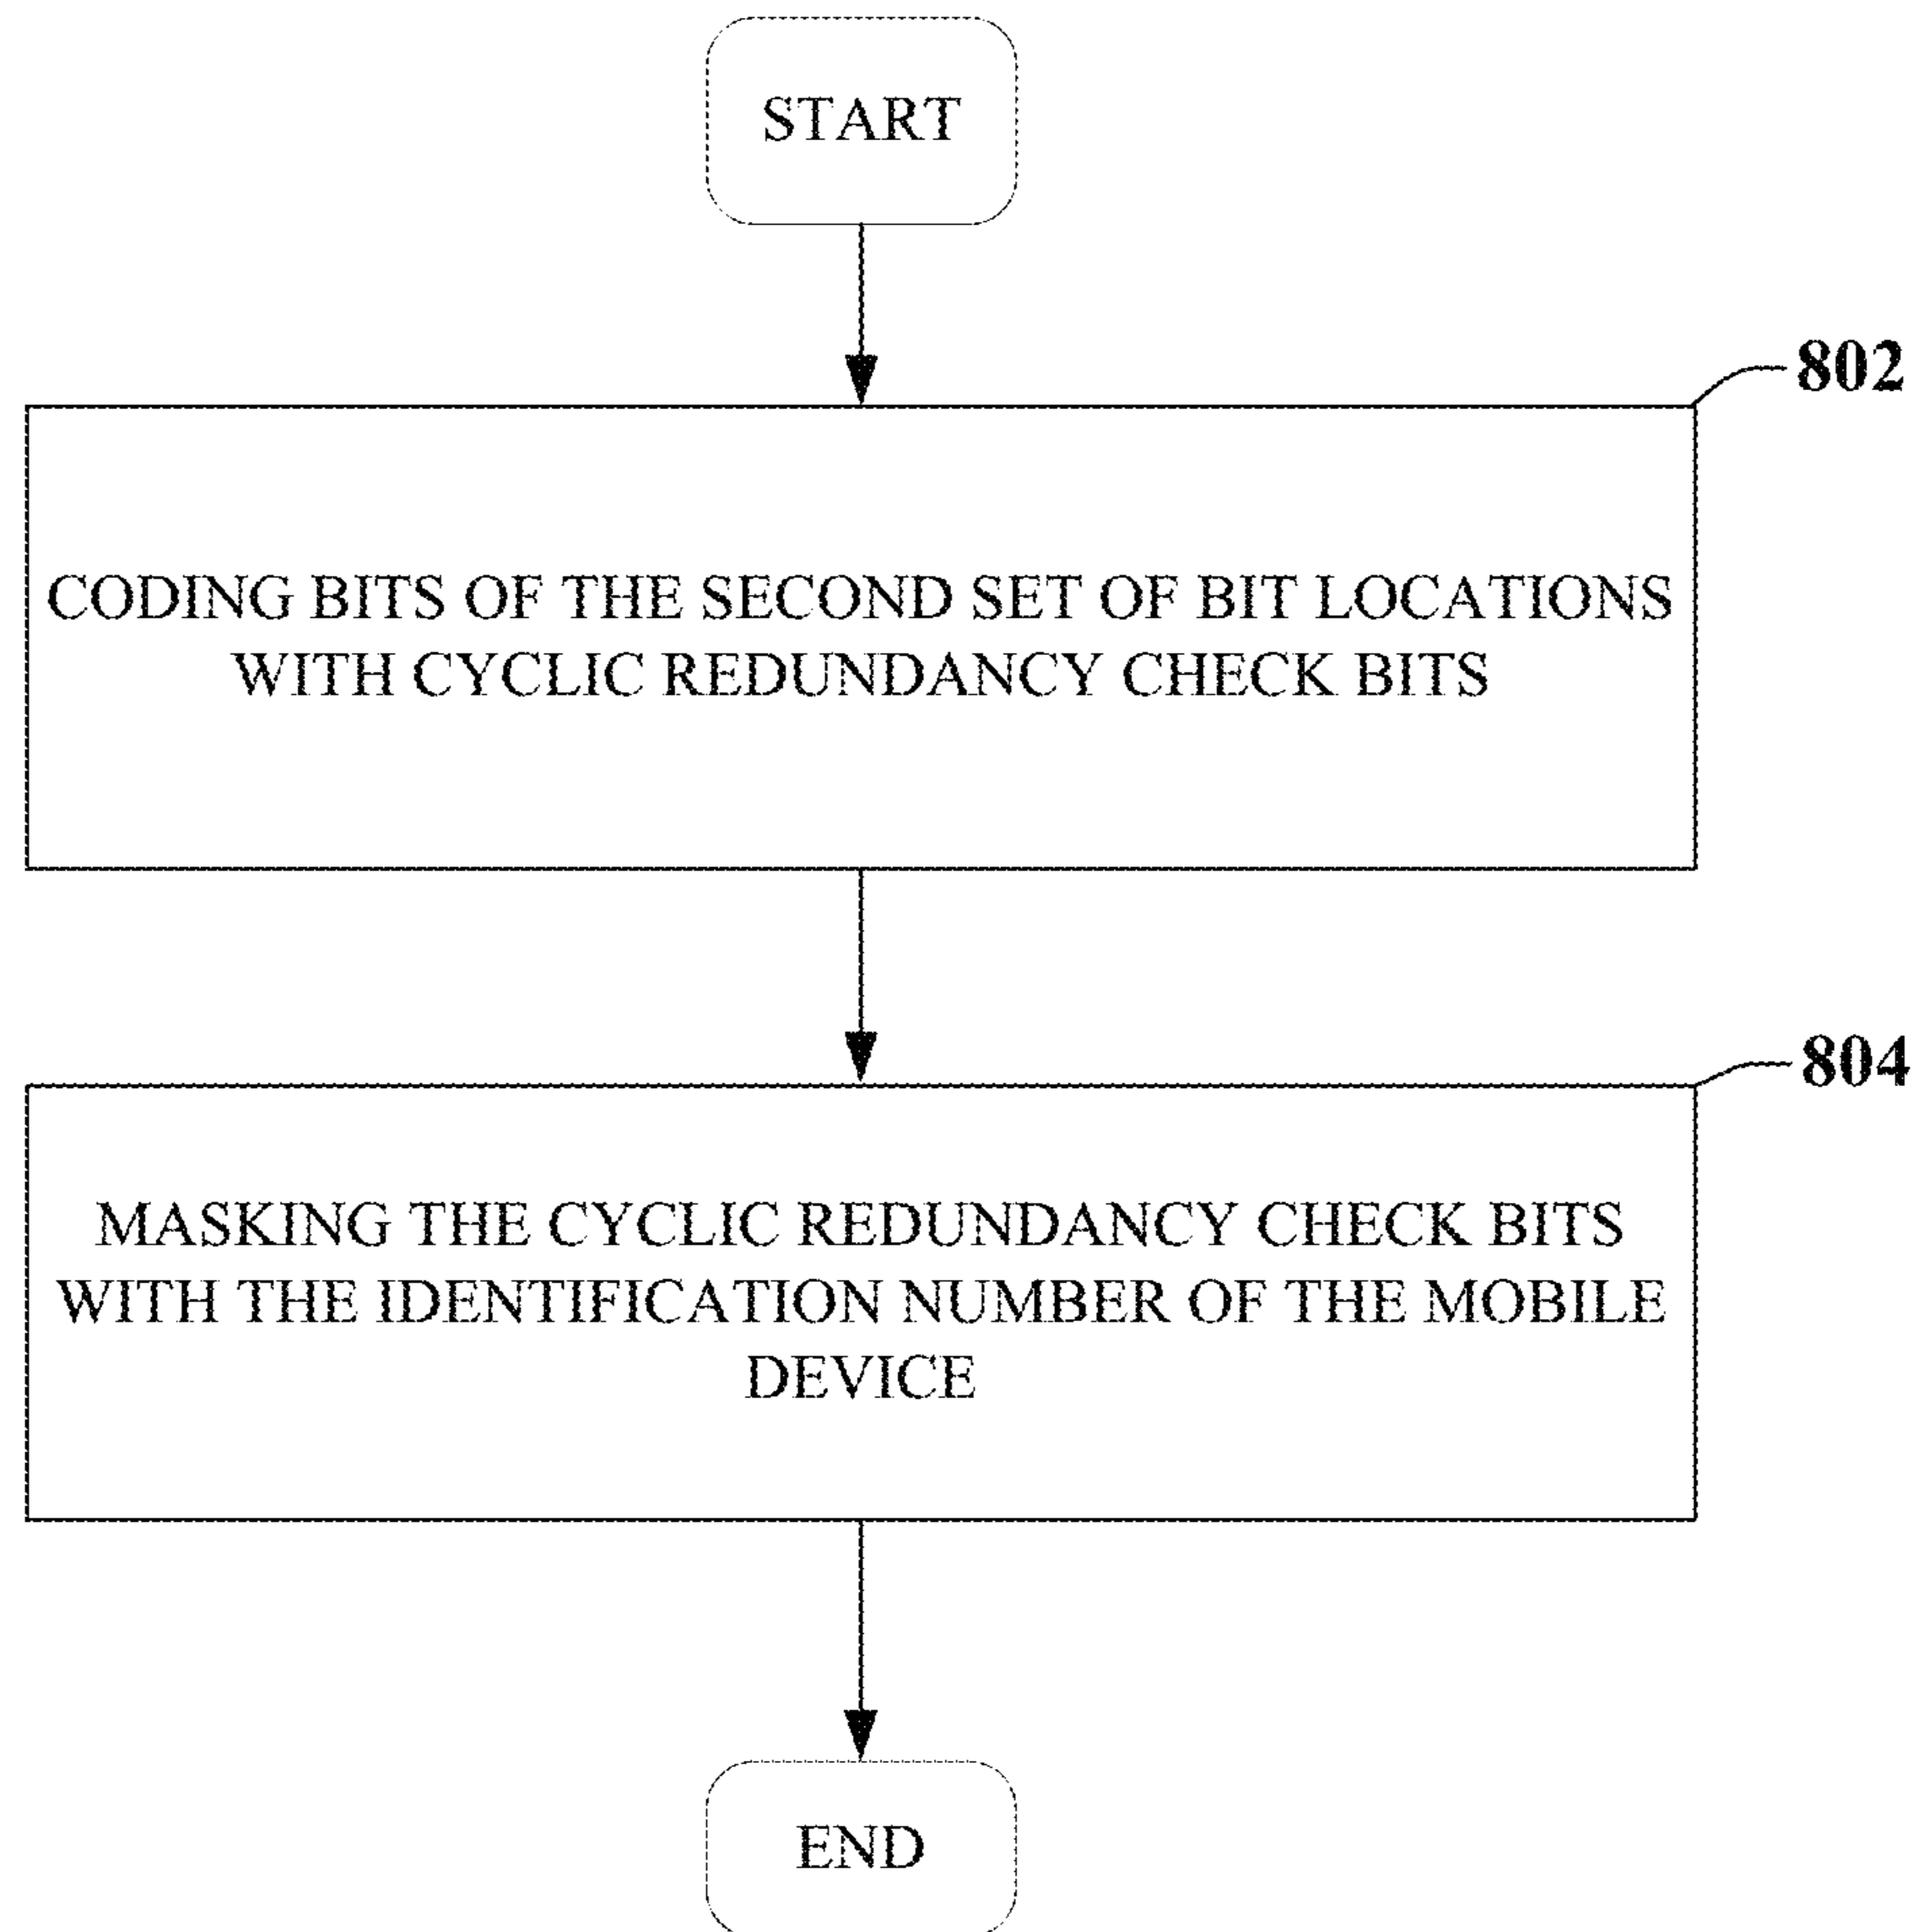 START
802
CODING BITS OF THE SECOND SET OF BIT LOCATIONS
WITH CYCLIC REDUNDANCY CHECK BITS
804
MASKING THE CYCLIC REDUNDANCY CHECK BITS
WITH THE IDENTIFICATION NUMBER OF THE MOBILE
DEVICE
END